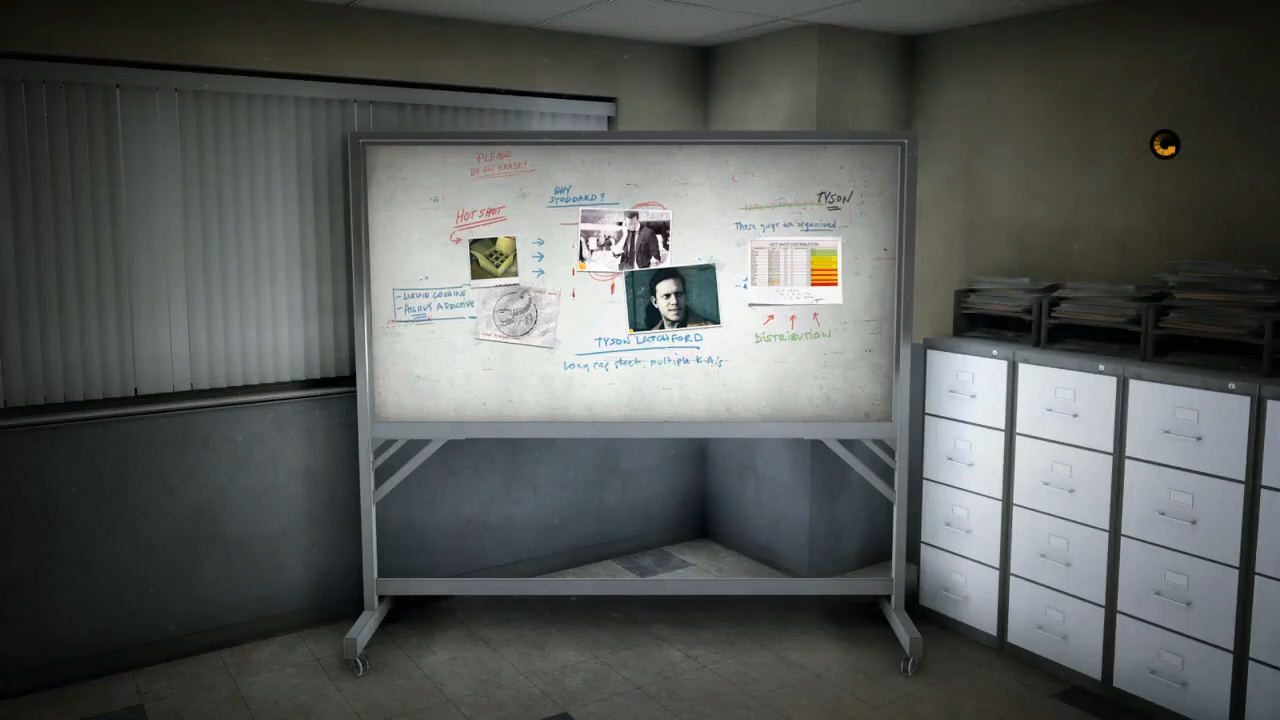 PLEASE
DO NOT ERASE!
HOT SHOT
- LIQUID COCAINE
- HIGHLY ADDICTIVE
WHY
STODDARD?
TYSON LATCHFORD
Long rap sheet, multiple K.A.'s
TYSON
These guys are organized...
HOT SHOT DISTRIBUTION
DISTRIBUTION